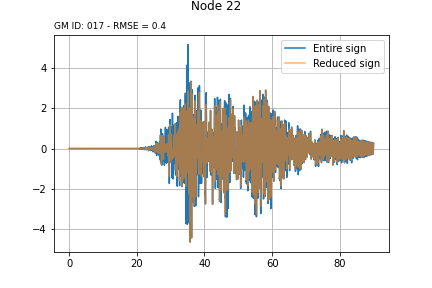 Node 22
GM ID: 017 - RMSE = 0.4
Entire sign
Reduced sign
4
2
0
−2
−4
0 20 40 60 80